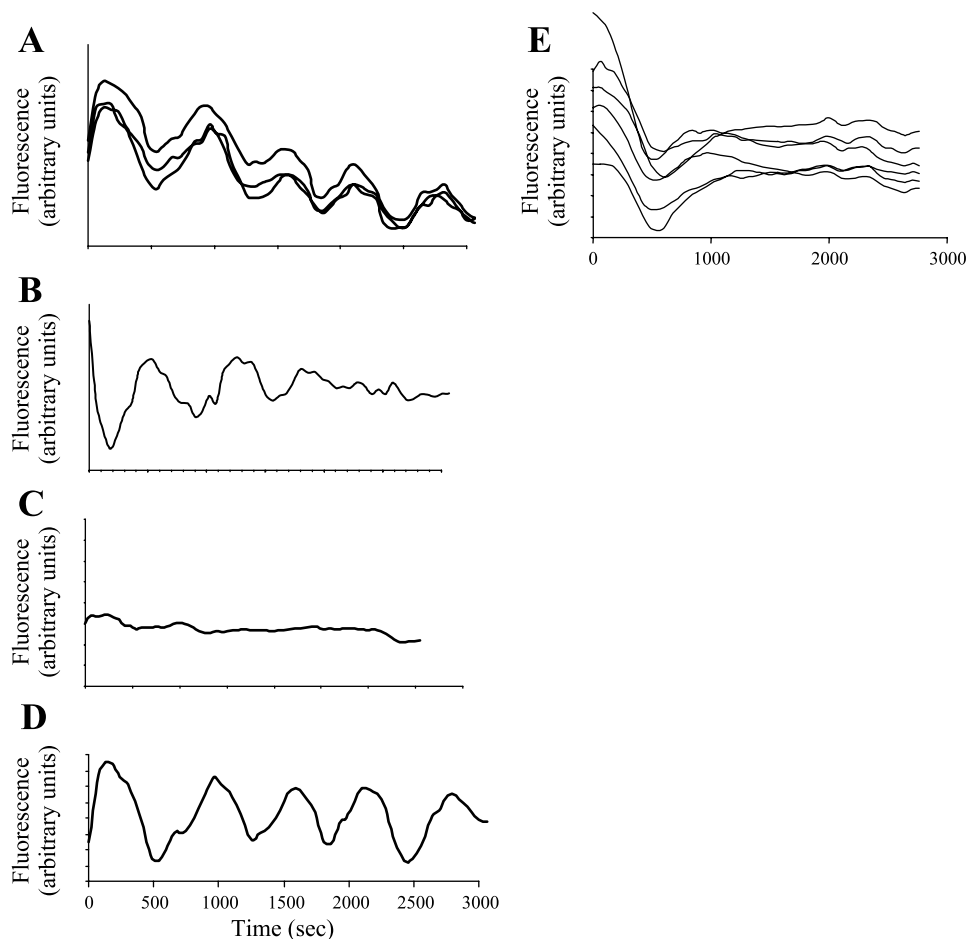 A
Fluorescence
(arbitrary units)
B
Fluorescence
(arbitrary units)
C
Fluorescence
(arbitrary units)
D
Fluorescence
(arbitrary units)
0 500 1000 1500 2000 2500 3000
Time (sec)
E
Fluorescence
(arbitrary units)
0 1000 2000 3000